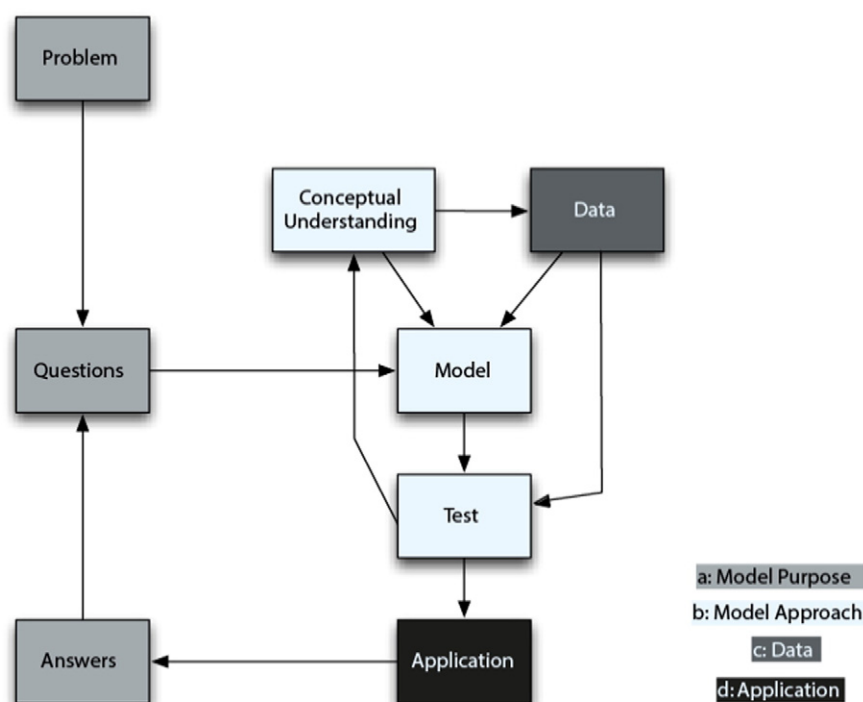 Problem
Conceptual
Understanding
Data
Questions
Model
Test
Answers
Application
a: Model Purpose
b: Model Approach
c: Data
d:Application